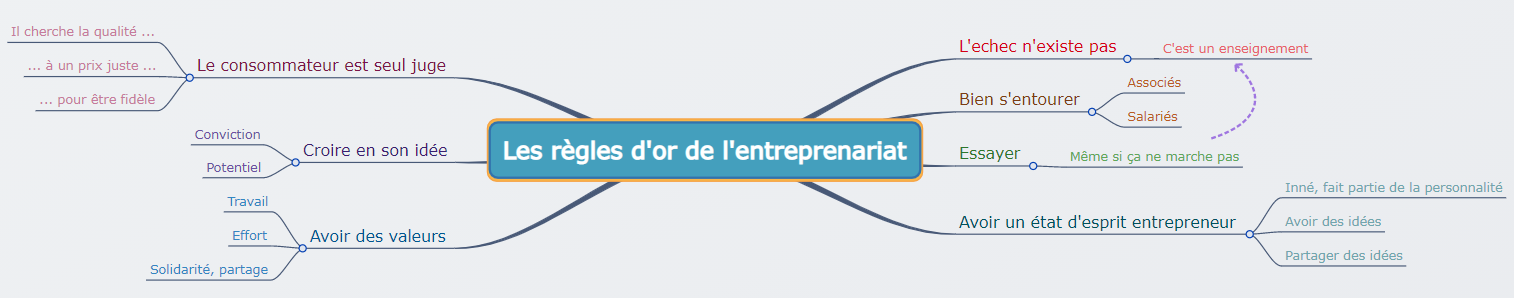 Les règles d'or de l'entreprenariat
L'echec n'existe pas
C'est un enseignement
Bien s'entourer
Associés
Salariés
Essayer
Même si ça ne marche pas
Avoir un état d'esprit entrepreneur
Inné, fait partie de la personnalité
Avoir des idées
Partager des idées
Le consommateur est seul juge
Il cherche la qualité ...
... à un prix juste ...
... pour être fidèle
Croire en son idée
Conviction
Potentiel
Avoir des valeurs
Travail
Effort
Solidarité, partage